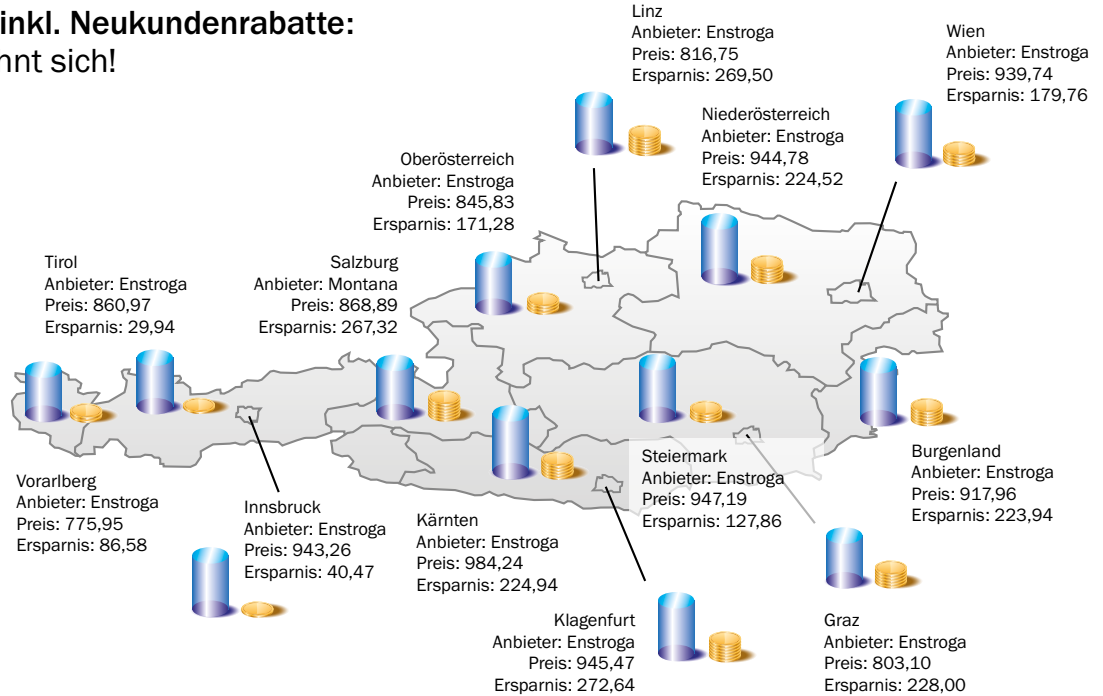 inkl. Neukundenrabatte:
nnt sich!
Linz
Anbieter: Enstroga
Preis: 816,75
Ersparnis: 269,50
Wien
Anbieter: Enstroga
Preis: 939,74
Ersparnis: 179,76
Niederösterreich
Anbieter: Enstroga
Preis: 944,78
Ersparnis: 224,52
Oberösterreich
Anbieter: Enstroga
Preis: 845,83
Ersparnis: 171,28
Tirol
Anbieter: Enstroga
Preis: 860,97
Ersparnis: 29,94
Salzburg
Anbieter: Montana
Preis: 868,89
Ersparnis: 267,32
Vorarlberg
Anbieter: Enstroga
Preis: 775,95
Ersparnis: 86,58
Innsbruck
Anbieter: Enstroga
Preis: 943,26
Ersparnis: 40,47
Kärnten
Anbieter: Enstroga
Preis: 984,24
Ersparnis: 224,94
Steiermark
Anbieter: Enstroga
Preis: 947,19
Ersparnis: 127,86
Burgenland
Anbieter: Enstroga
Preis: 917,96
Ersparnis: 223,94
Klagenfurt
Anbieter: Enstroga
Preis: 945,47
Ersparnis: 272,64
Graz
Anbieter: Enstroga
Preis: 803,10
Ersparnis: 228,00